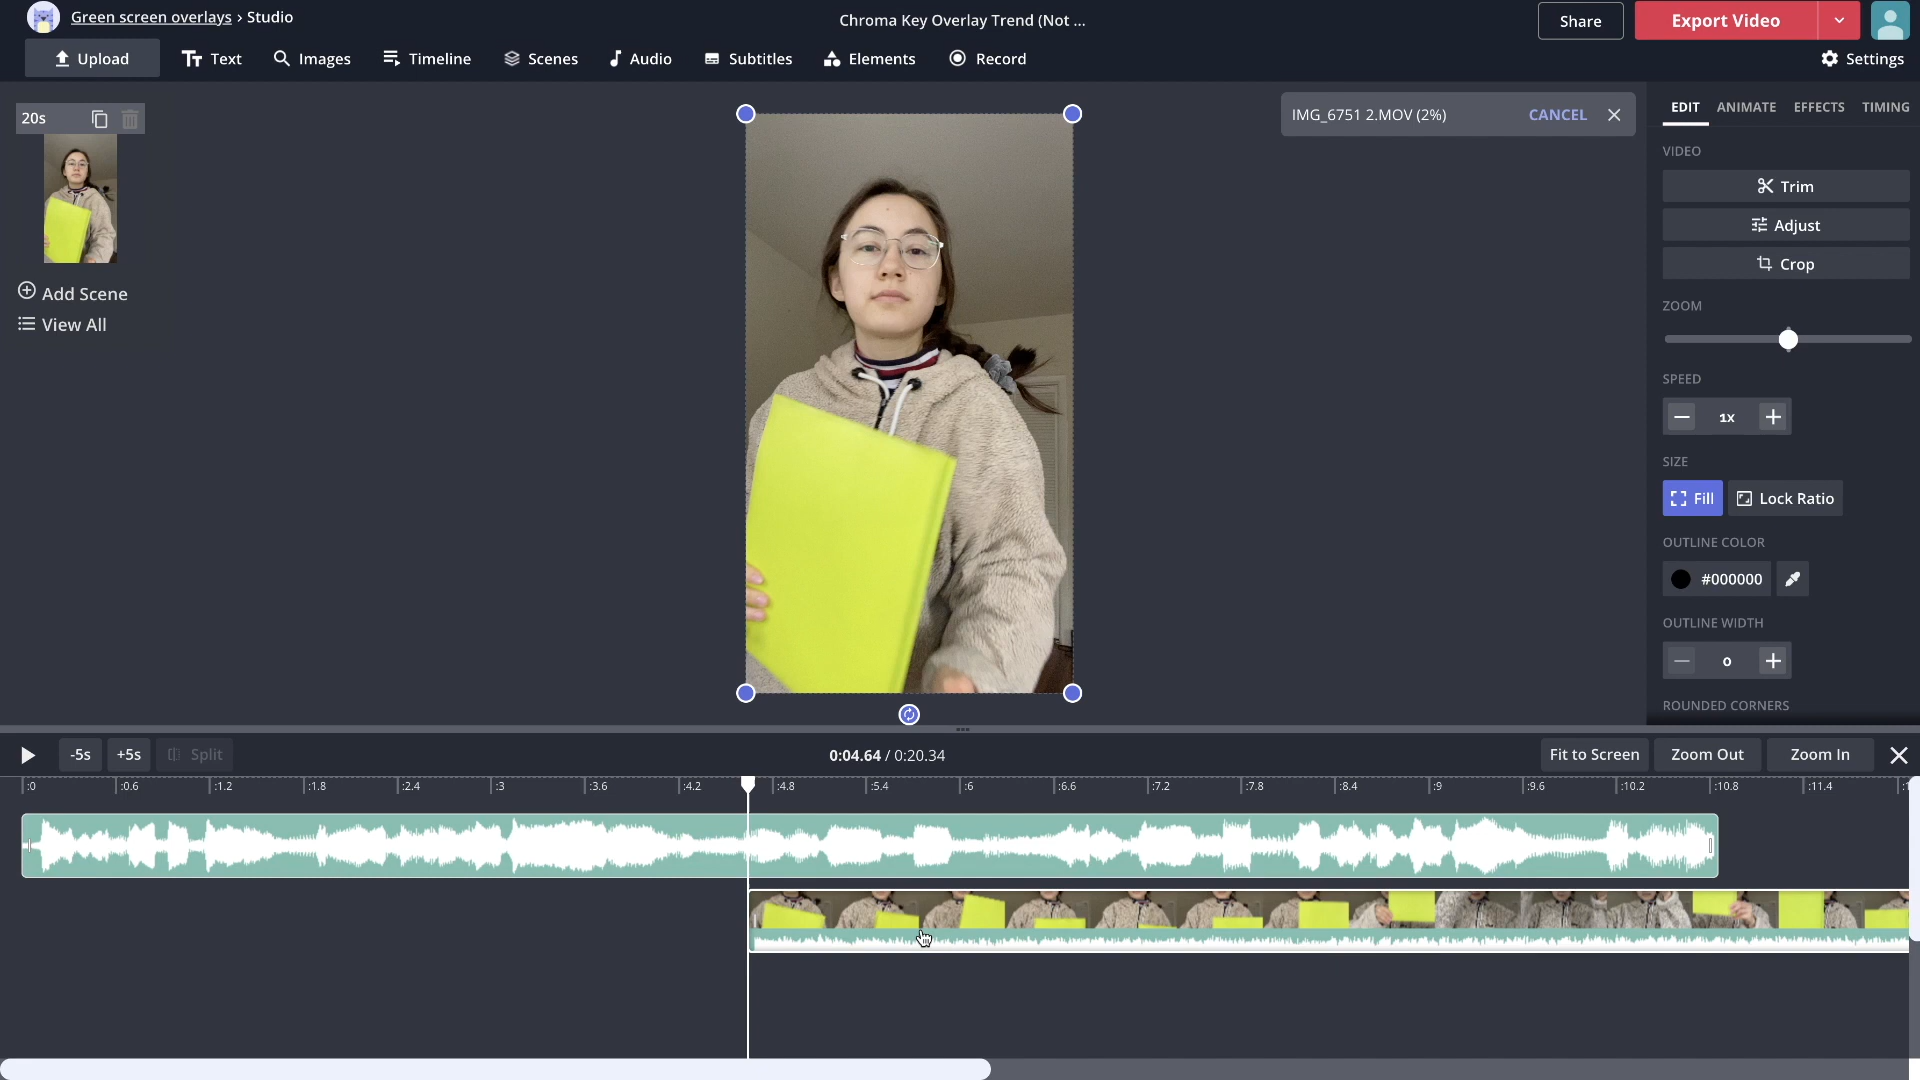 Green screen overlays › Studio
Chroma Key Overlay Trend (Not ...
Share
Export Video
Upload
Text
Images
Timeline
Scenes
Audio
Subtitles
Elements
Record
Settings
20s
Add Scene
View All
IMG_6751 2.MOV (2%)
CANCEL
EDIT ANIMATE EFFECTS TIMING
VIDEO
Trim
Adjust
Crop
ZOOM
SPEED
1x
SIZE
Fill
Lock Ratio
OUTLINE COLOR
#000000
OUTLINE WIDTH
0
ROUNDED CORNERS
-5s
+5s
Split
0:04.64 / 0:20.34
Fit to Screen
Zoom Out
Zoom In
:0 :0.6 :1.2 :1.8 :2.4 :3 :3.6 :4.2 :4.8 :5.4 :6 :6.6 :7.2 :7.8 :8.4 :9 :9.6 :10.2 :10.8 :11.4